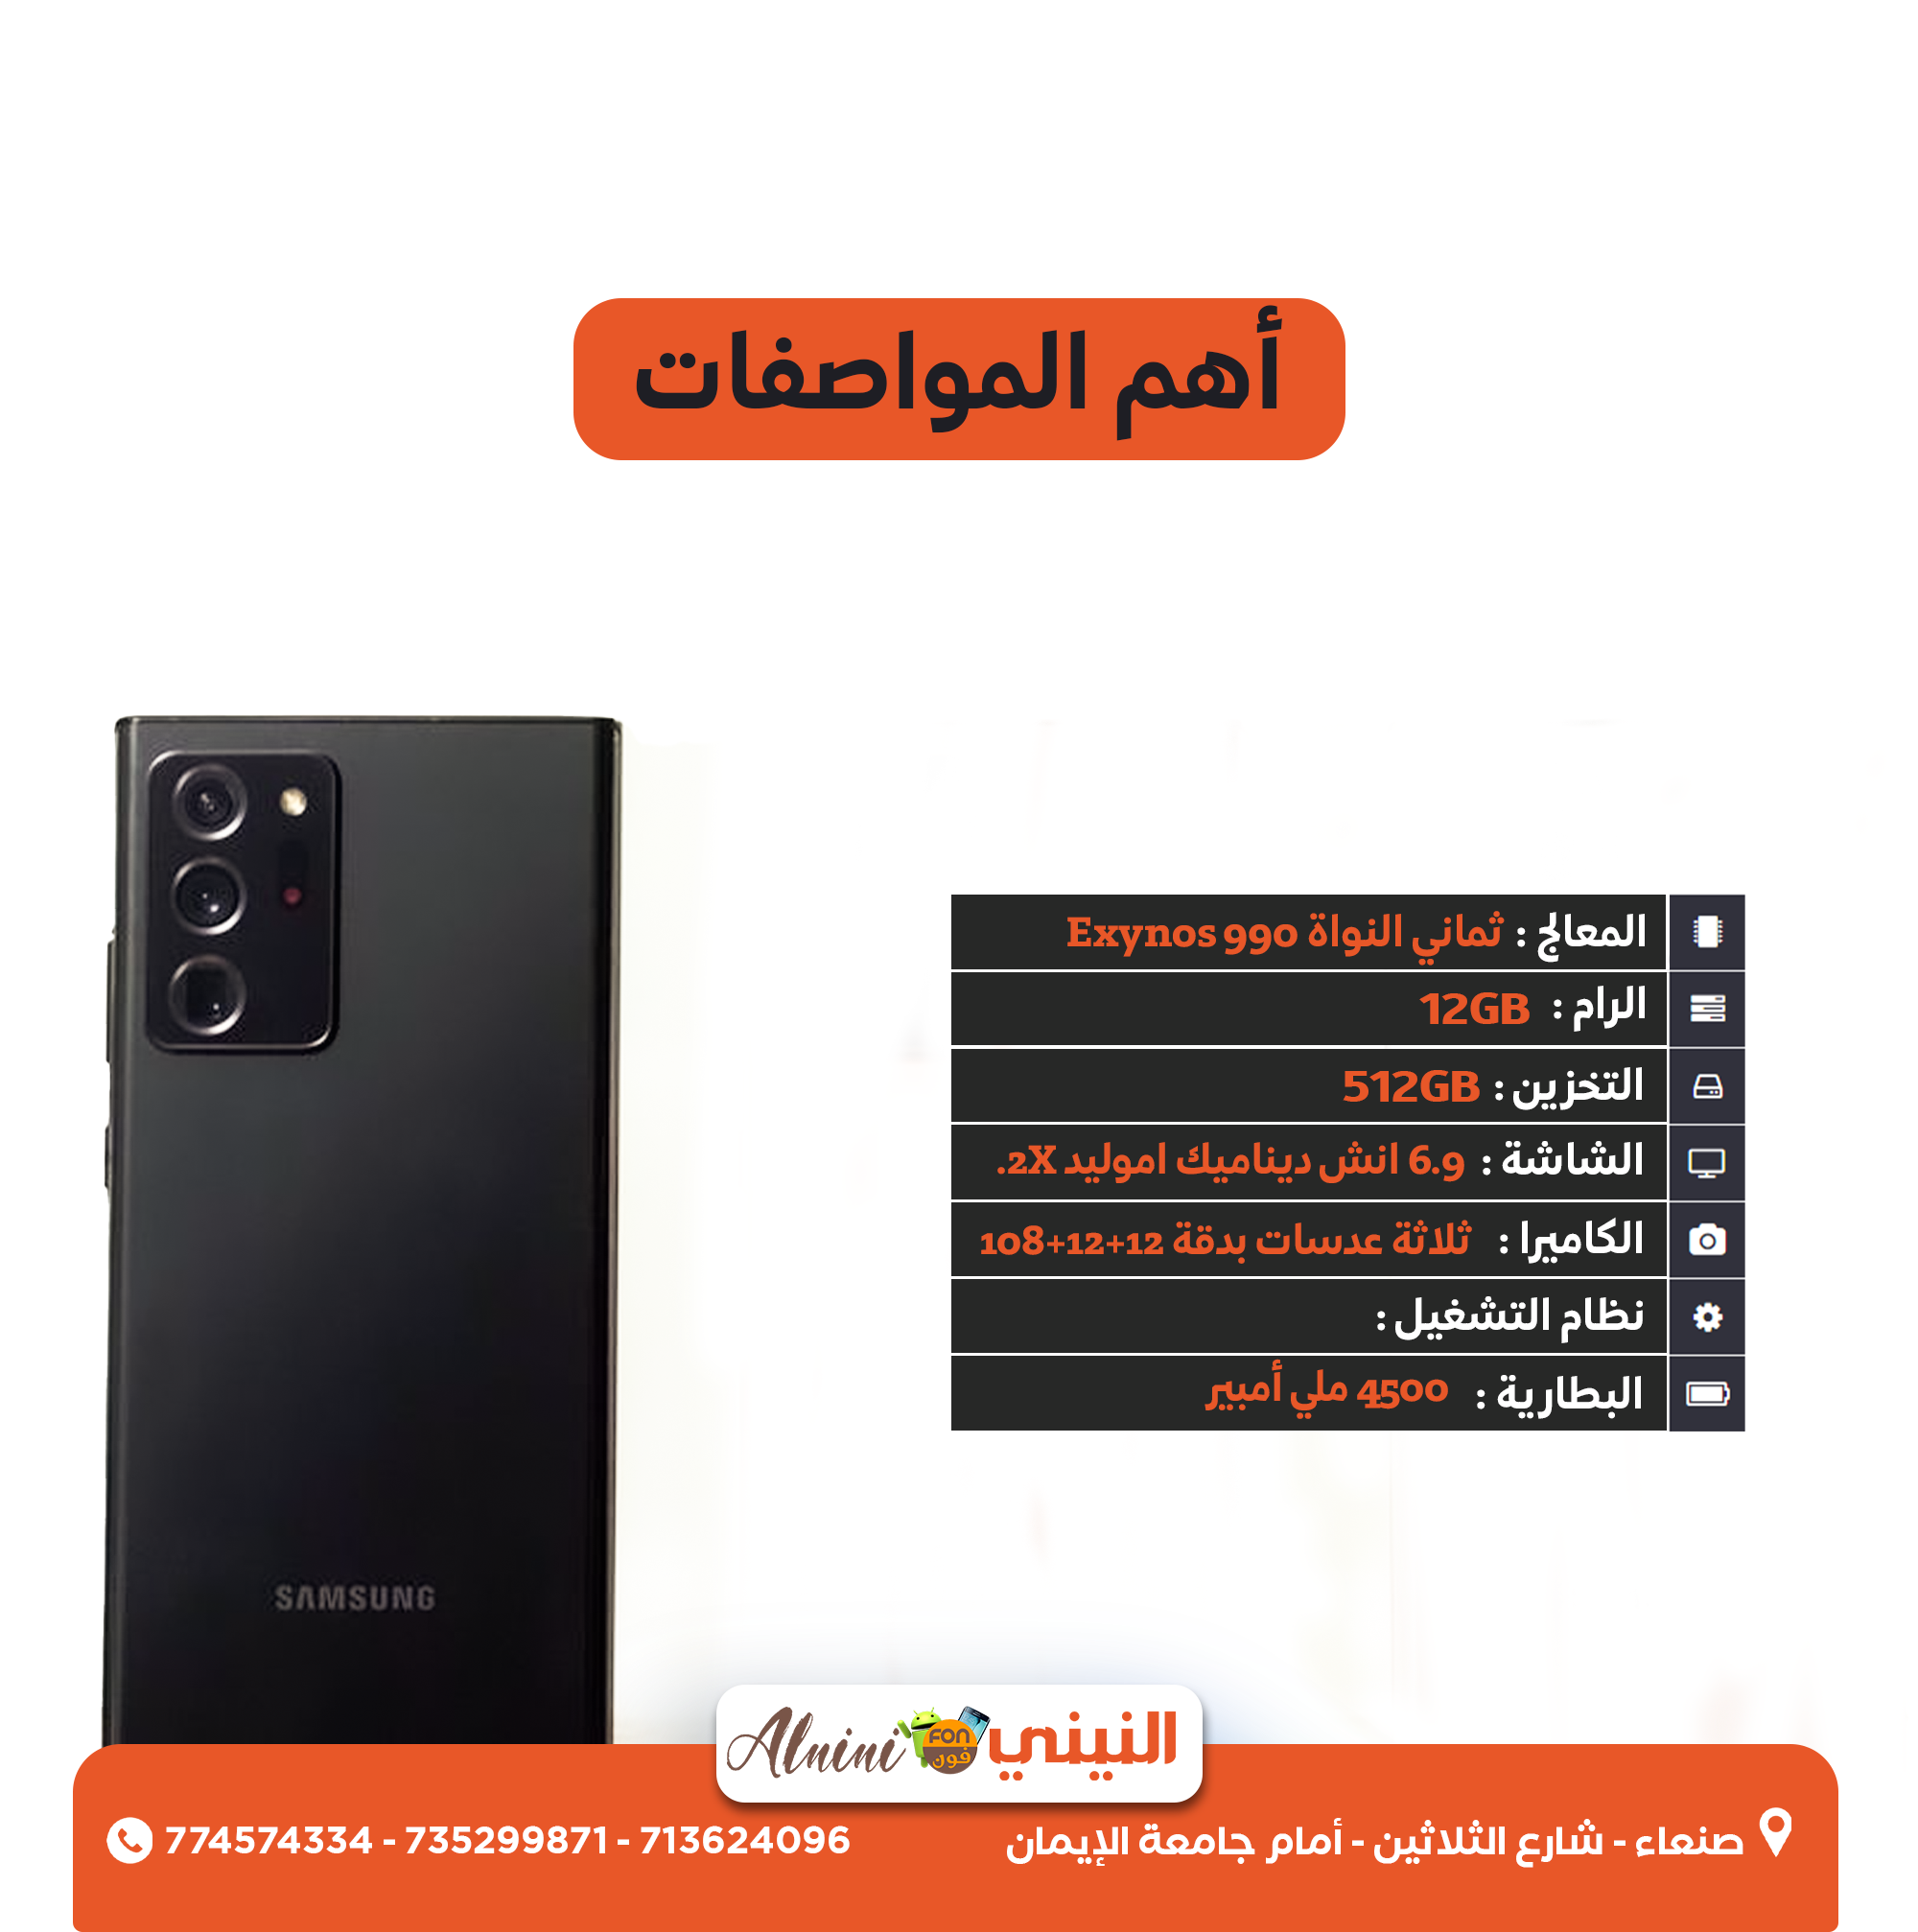 أهم المواصفات
المعالج : ثماني النواة Exynos 990
الرام : 12GB
التخزين : 512GB
الشاشة : 6.9 انش ديناميك اموليد 2X.
الكاميرا : ثلاثة عدسات بدقة 12+12+108
نظام التشغيل :
البطارية : 4500 ملي أمبير
SAMSUNG
النيني FON فون Alnini
صنعاء - شارع الثلاثين - أمام جامعة الإيمان
774574334 - 735299871 - 713624096